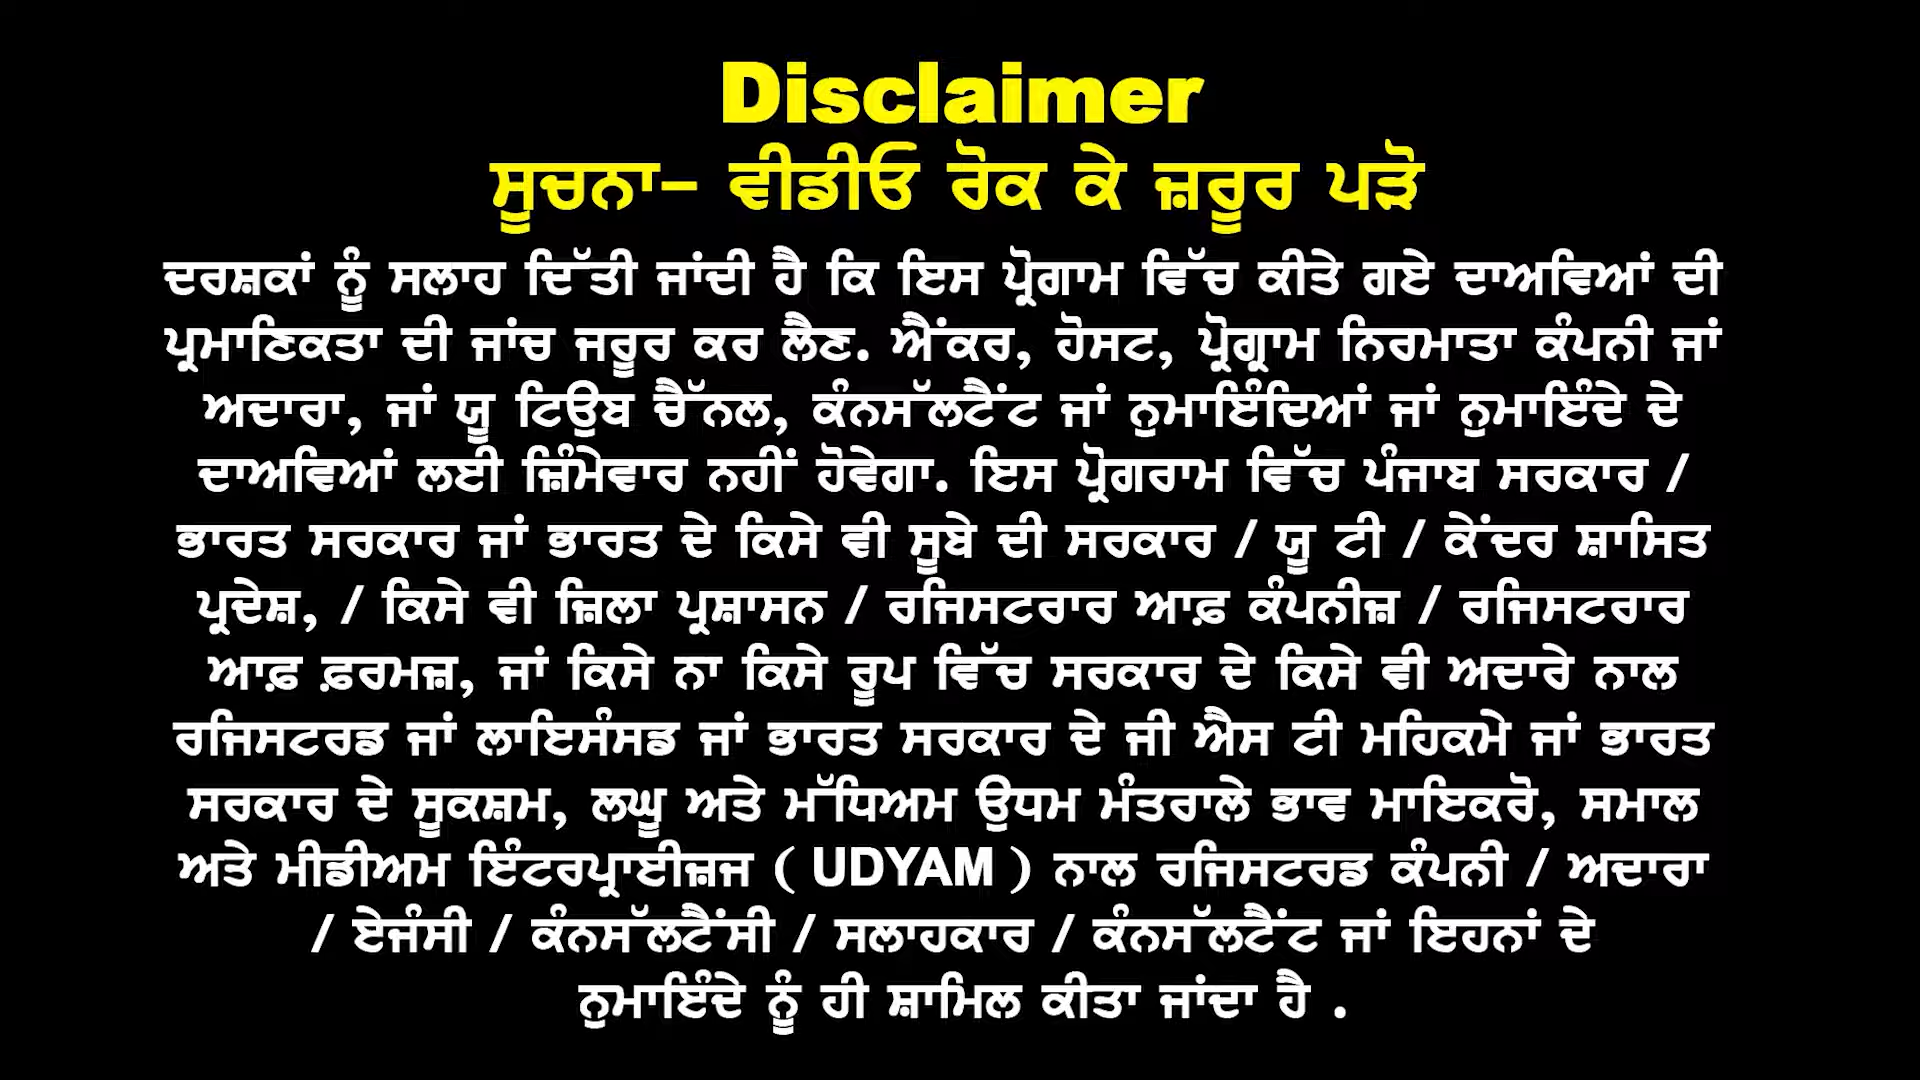 Disclaimer
ਸੂਚਨਾ- ਵੀਡੀਓ ਰੋਕ ਕੇ ਜ਼ਰੂਰ ਪੜੋ
ਦਰਸ਼ਕਾਂ ਨੂੰ ਸਲਾਹ ਦਿੱਤੀ ਜਾਂਦੀ ਹੈ ਕਿ ਇਸ ਪ੍ਰੋਗਾਮ ਵਿੱਚ ਕੀਤੇ ਗਏ ਦਾਅਵਿਆਂ ਦੀ
ਪ੍ਰਮਾਣਿਕਤਾ ਦੀ ਜਾਂਚ ਜਰੂਰ ਕਰ ਲੈਣ. ਐਂਕਰ, ਹੋਸਟ, ਪ੍ਰੋਗ੍ਰਾਮ ਨਿਰਮਾਤਾ ਕੰਪਨੀ ਜਾਂ
ਅਦਾਰਾ, ਜਾਂ ਯੂ ਟਿਉਬ ਚੈੱਨਲ, ਕੰਨਸੱਲਟੈਂਟ ਜਾਂ ਨੁਮਾਇੰਦਿਆਂ ਜਾਂ ਨੁਮਾਇੰਦੇ ਦੇ
ਦਾਅਵਿਆਂ ਲਈ ਜ਼ਿੰਮੇਵਾਰ ਨਹੀਂ ਹੋਵੇਗਾ. ਇਸ ਪ੍ਰੋਗਰਾਮ ਵਿੱਚ ਪੰਜਾਬ ਸਰਕਾਰ /
ਭਾਰਤ ਸਰਕਾਰ ਜਾਂ ਭਾਰਤ ਦੇ ਕਿਸੇ ਵੀ ਸੂਬੇ ਦੀ ਸਰਕਾਰ / ਯੂ ਟੀ / ਕੇਂਦਰ ਸ਼ਾਸਿਤ
ਪ੍ਰਦੇਸ਼, / ਕਿਸੇ ਵੀ ਜ਼ਿਲਾ ਪ੍ਰਸ਼ਾਸਨ / ਰਜਿਸਟਰਾਰ ਆਫ਼ ਕੰਪਨੀਜ਼ / ਰਜਿਸਟਰਾਰ
ਆਫ਼ ਫ਼ਰਮਜ਼, ਜਾਂ ਕਿਸੇ ਨਾ ਕਿਸੇ ਰੂਪ ਵਿੱਚ ਸਰਕਾਰ ਦੇ ਕਿਸੇ ਵੀ ਅਦਾਰੇ ਨਾਲ
ਰਜਿਸਟਰਡ ਜਾਂ ਲਾਇਸੰਸਡ ਜਾਂ ਭਾਰਤ ਸਰਕਾਰ ਦੇ ਜੀ ਐਸ ਟੀ ਮਹਿਕਮੇ ਜਾਂ ਭਾਰਤ
ਸਰਕਾਰ ਦੇ ਸੂਕਸ਼ਮ, ਲਘੂ ਅਤੇ ਮੱਧਿਅਮ ਉਧਮ ਮੰਤਰਾਲੇ ਭਾਵ ਮਾਇਕਰੋ, ਸਮਾਲ
ਅਤੇ ਮੀਡੀਅਮ ਇੰਟਰਪ੍ਰਾਈਜ਼ਜ ( UDYAM ) ਨਾਲ ਰਜਿਸਟਰਡ ਕੰਪਨੀ / ਅਦਾਰਾ
/ ਏਜੰਸੀ / ਕੰਨਸੱਲਟੈਂਸੀ / ਸਲਾਹਕਾਰ / ਕੰਨਸੱਲਟੈਂਟ ਜਾਂ ਇਹਨਾਂ ਦੇ
ਨੁਮਾਇੰਦੇ ਨੂੰ ਹੀ ਸ਼ਾਮਿਲ ਕੀਤਾ ਜਾਂਦਾ ਹੈ .